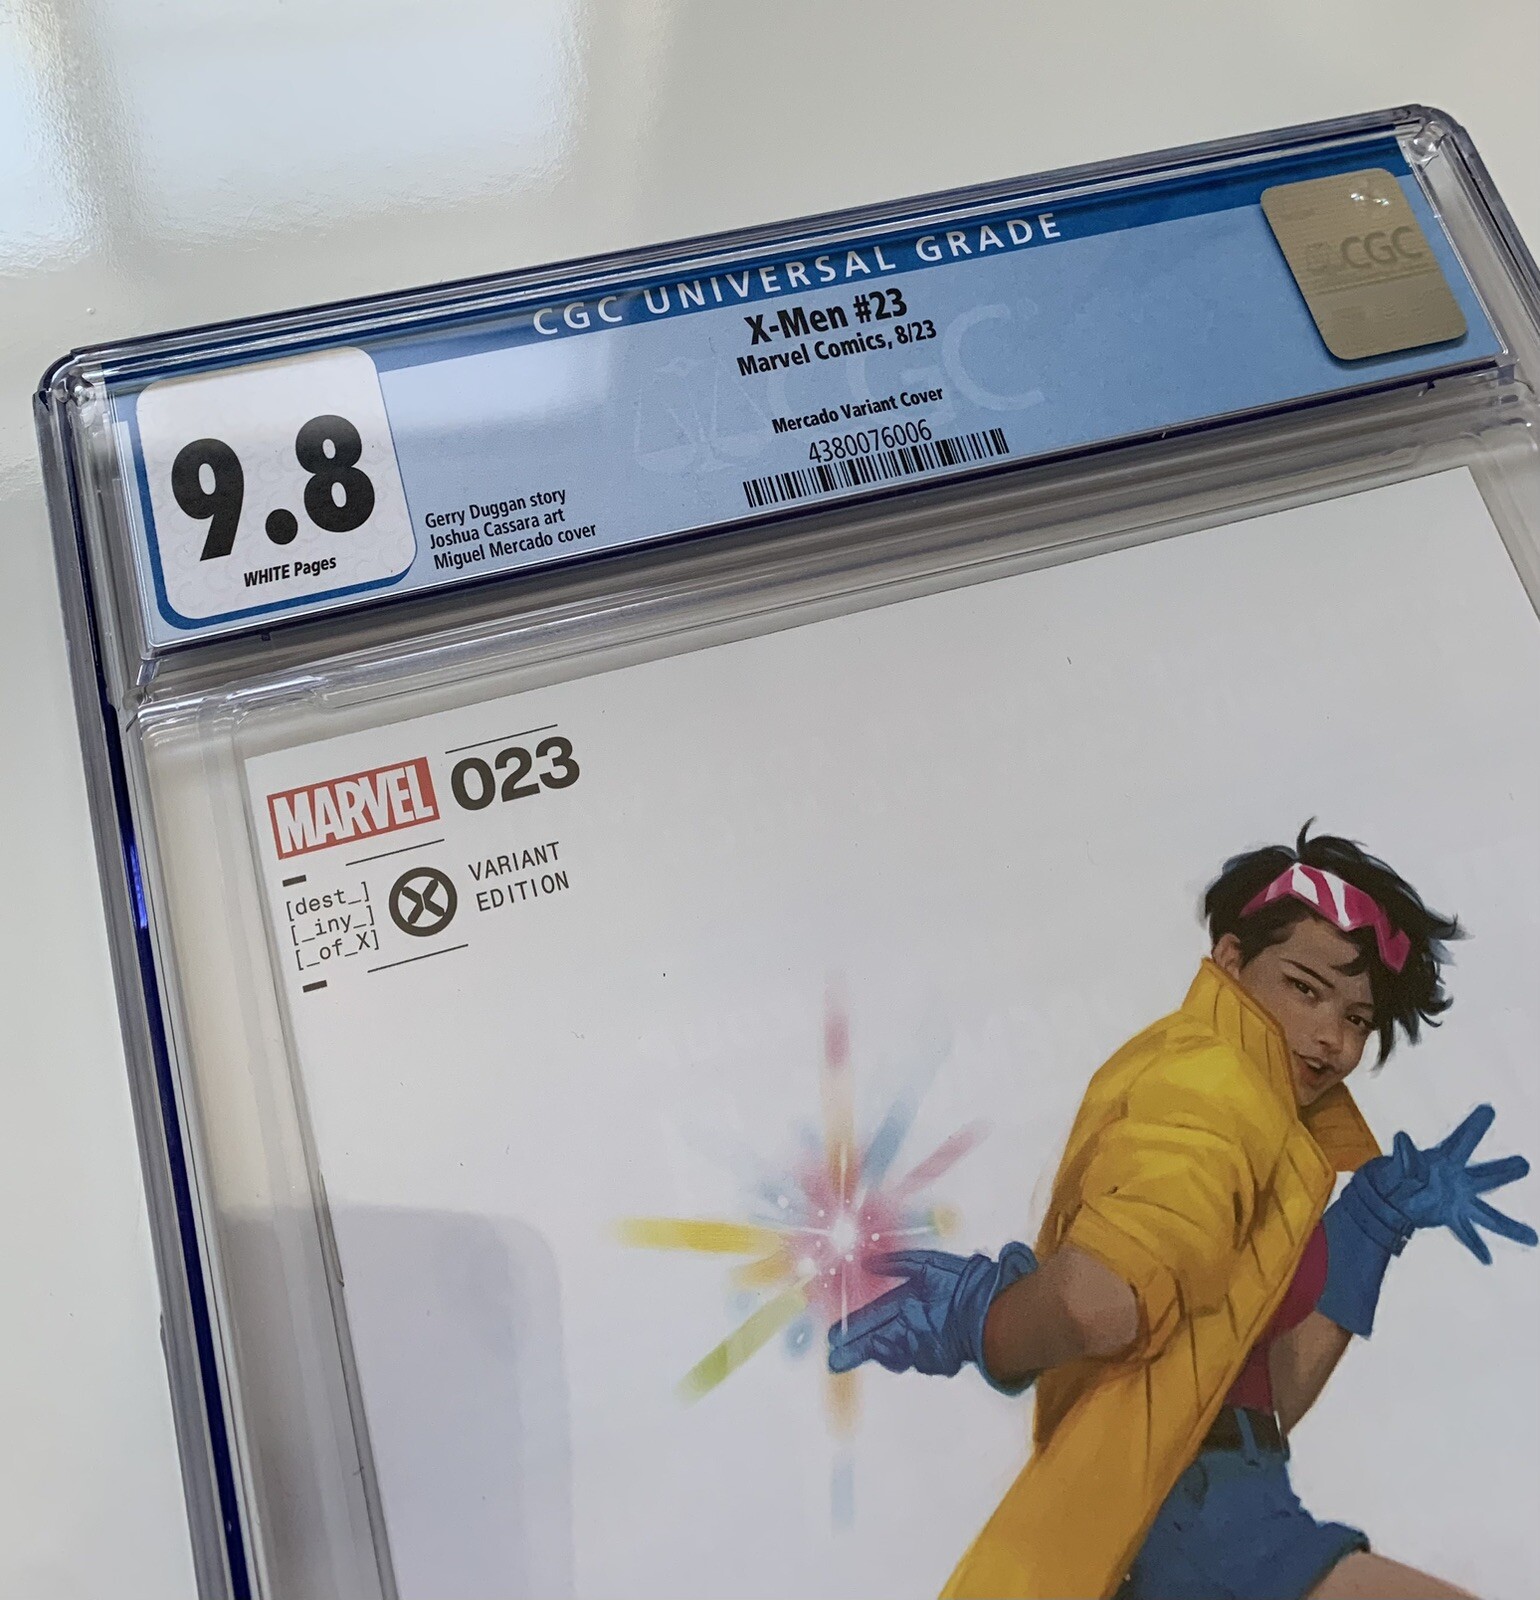 CGC UNIVERSAL GRADE
X-Men #23
Marvel Comics, 8/23
Mercado Variant Cover
4380076006
9.8
WHITE Pages
Gerry Duggan story
Joshua Cassara art
Miguel Mercado cover
CGC
CGC
MARVEL 023
VARIANT
EDITION
[dest_]
[_iny_]
[_of_X]